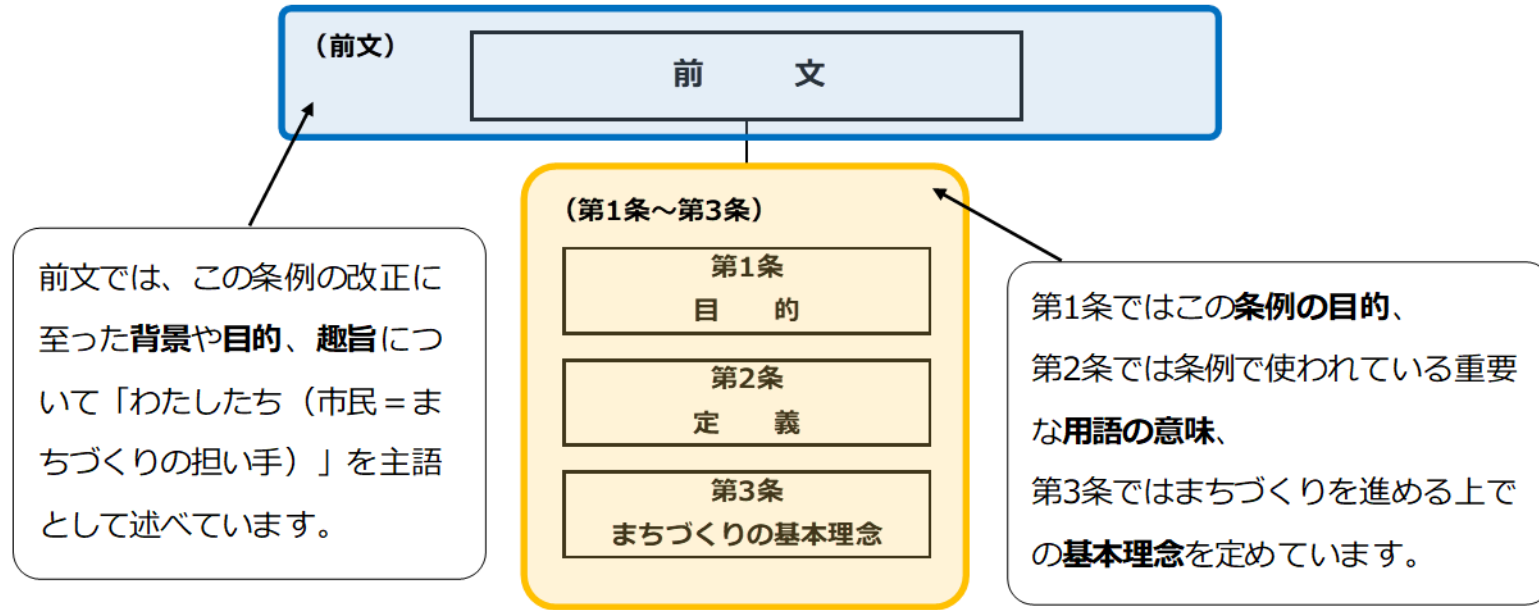 （前文）
前　文
（第1条～第3条）
第1条
目　的
第2条
定　義
第3条
まちづくりの基本理念
前文では、この条例の改正に
至った背景や目的、趣旨につ
いて「わたしたち（市民＝ま
ちづくりの担い手）」を主語
として述べています。
第1条ではこの条例の目的、
第2条では条例で使われている重要
な用語の意味、
第3条ではまちづくりを進める上で
の基本理念を定めています。